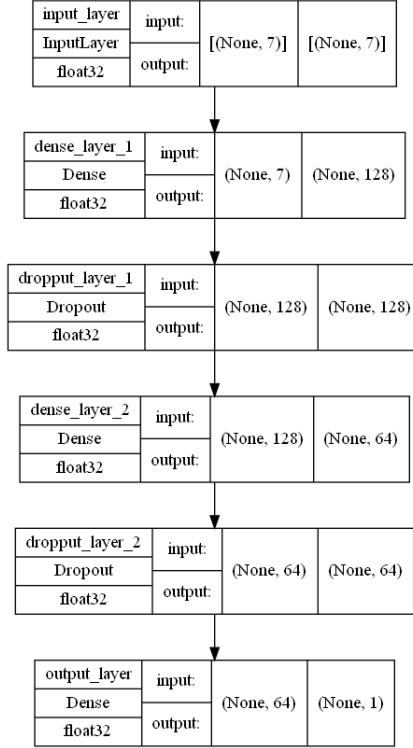 input_layer
InputLayer
float32
input:
output:
[(None, 7)]
[(None, 7)]
dense_layer_1
Dense
float32
input:
output:
(None, 7)
(None, 128)
dropput_layer_1
Dropout
float32
input:
output:
(None, 128)
(None, 128)
dense_layer_2
Dense
float32
input:
output:
(None, 128)
(None, 64)
dropput_layer_2
Dropout
float32
input:
output:
(None, 64)
(None, 64)
output_layer
Dense
float32
input:
output:
(None, 64)
(None, 1)